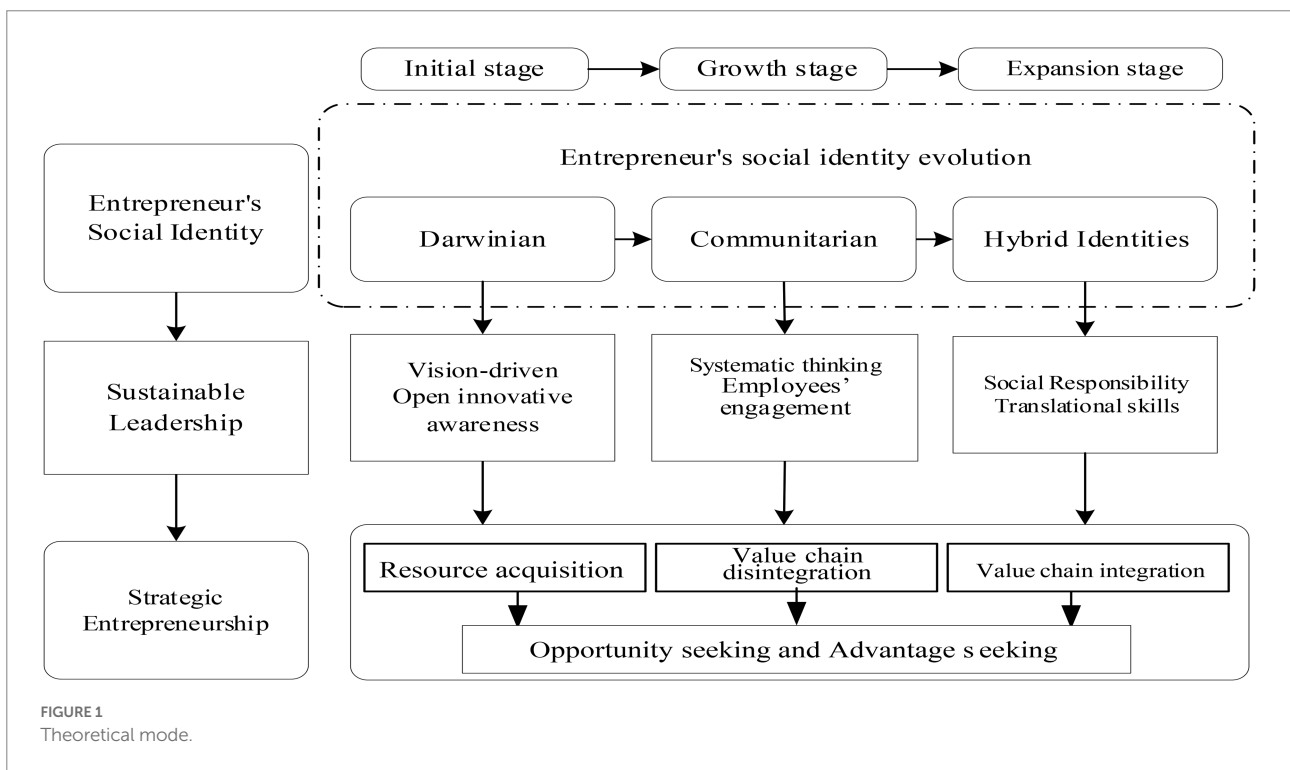 Initial stage
Growth stage
Expansion stage
Entrepreneur's social identity evolution
Entrepreneur's
Social Identity
Darwinian
Communitarian
Hybrid Identities
Sustainable
Leadership
Vision-driven
Open innovative
awareness
Systematic thinking
Employees’
engagement
Social Responsibility
Translational skills
Strategic
Entrepreneurship
Resource acquisition
Value chain
disintegration
Value chain integration
Opportunity seeking and Advantage seeking
FIGURE 1
Theoretical mode.